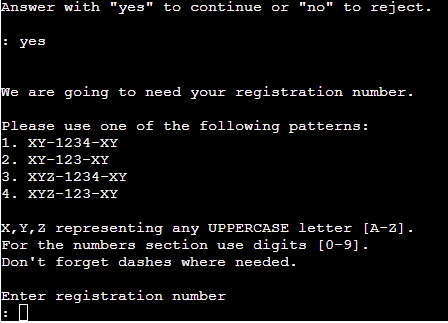 Answer with "yes" to continue or "no" to reject.
: yes
We are going to need your registration number.
Please use one of the following patterns:
1. XY-1234-XY
2. XY-123-XY
3. XYZ-1234-XY
4. XYZ-123-XY
X,Y,Z representing any UPPERCASE letter [A-Z].
For the numbers section use digits [0-9].
Don't forget dashes where needed.
Enter registration number
: